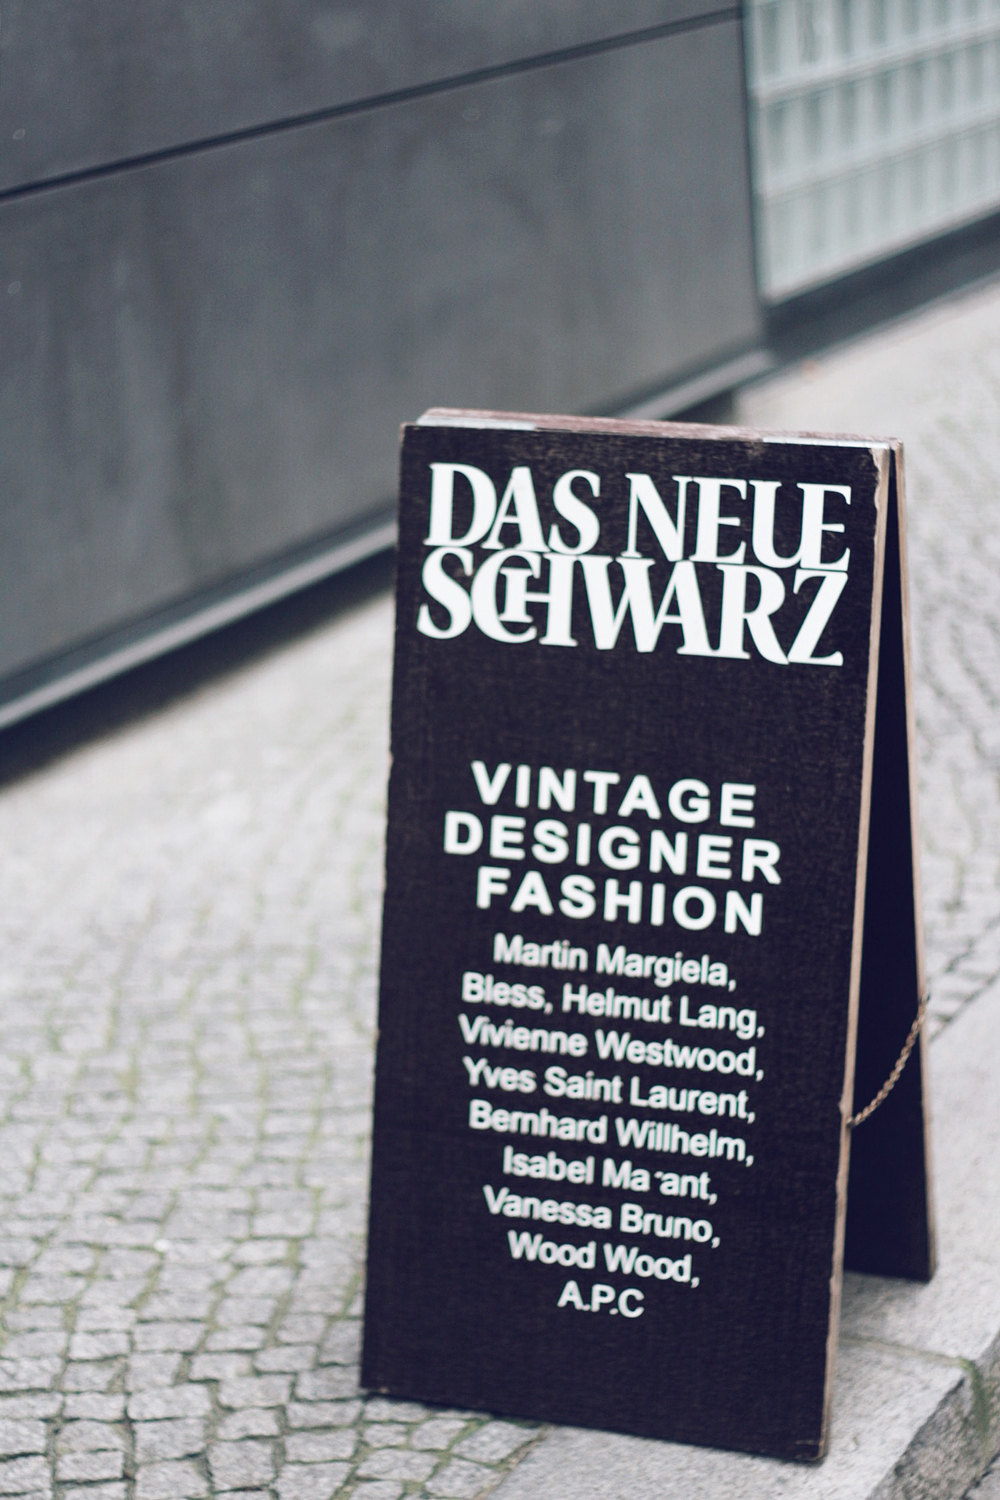 DAS NEUE
SCHWARZ
VINTAGE
DESIGNER
FASHION
Martin Margiela,
Bless, Helmut Lang,
Vivienne Westwood,
Yves Saint Laurent,
Bernhard Willhelm,
Isabel Marant,
Vanessa Bruno,
Wood Wood,
A.P.C